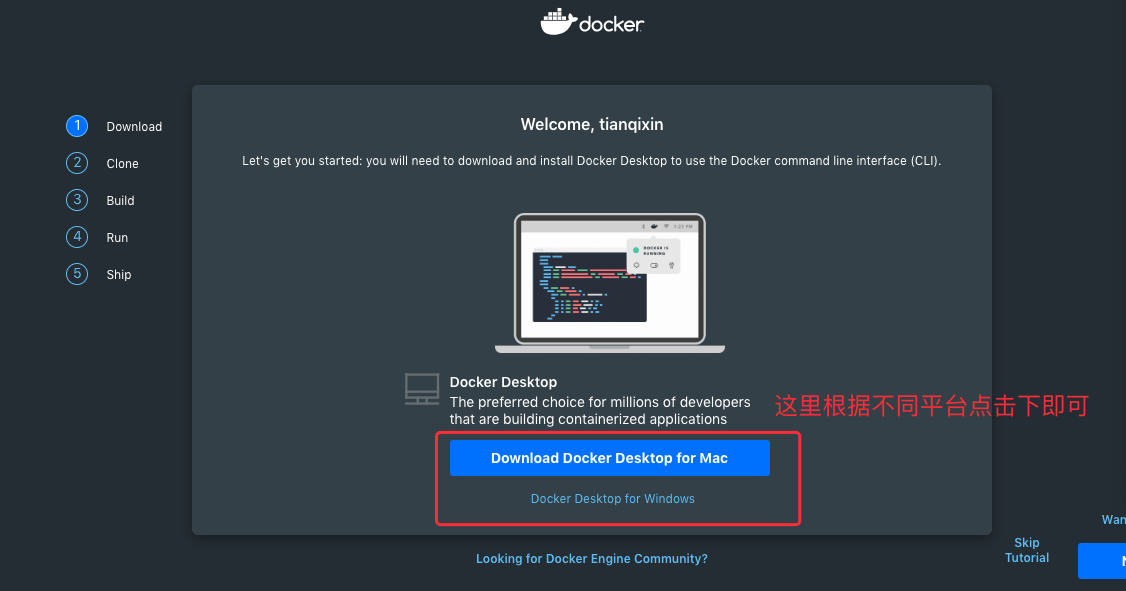 docker
Welcome, tianqixin
Let's get you started: you will need to download and install Docker Desktop to use the Docker command line interface (CLI).
1 Download
2 Clone
3 Build
4 Run
5 Ship
1:23 PM
DOCKER IS
RUNNING
Docker Desktop
The preferred choice for millions of developers
that are building containerized applications
这里根据不同平台点击下即可
Download Docker Desktop for Mac
Docker Desktop for Windows
Looking for Docker Engine Community?
Skip
Tutorial